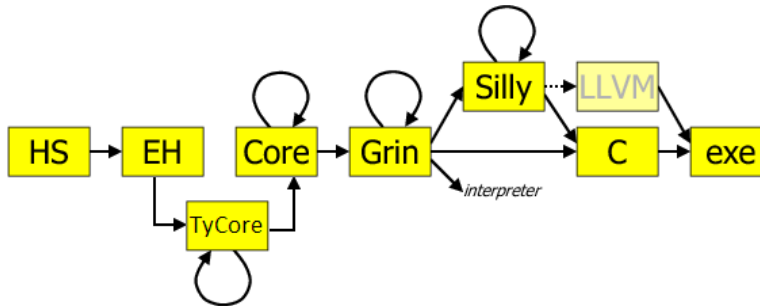 Silly
LLVM
HS
EH
Core
Grin
C
exe
interpreter
TyCore